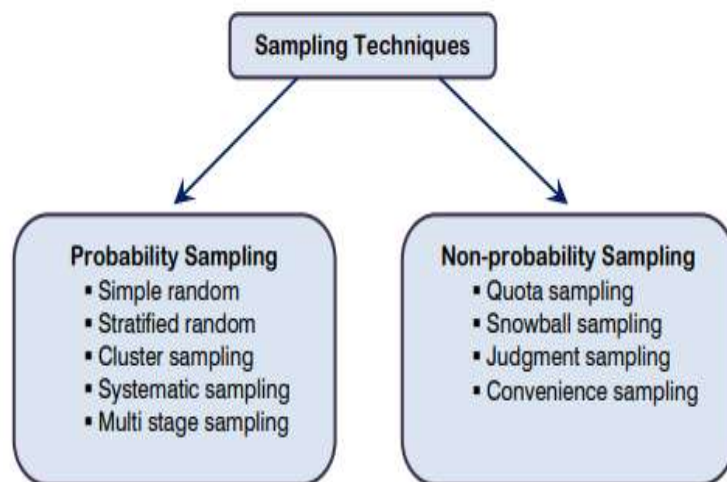 Sampling Techniques
Probability Sampling
▪ Simple random
▪ Stratified random
▪ Cluster sampling
▪ Systematic sampling
▪ Multi stage sampling
Non-probability Sampling
▪ Quota sampling
▪ Snowball sampling
▪ Judgment sampling
▪ Convenience sampling